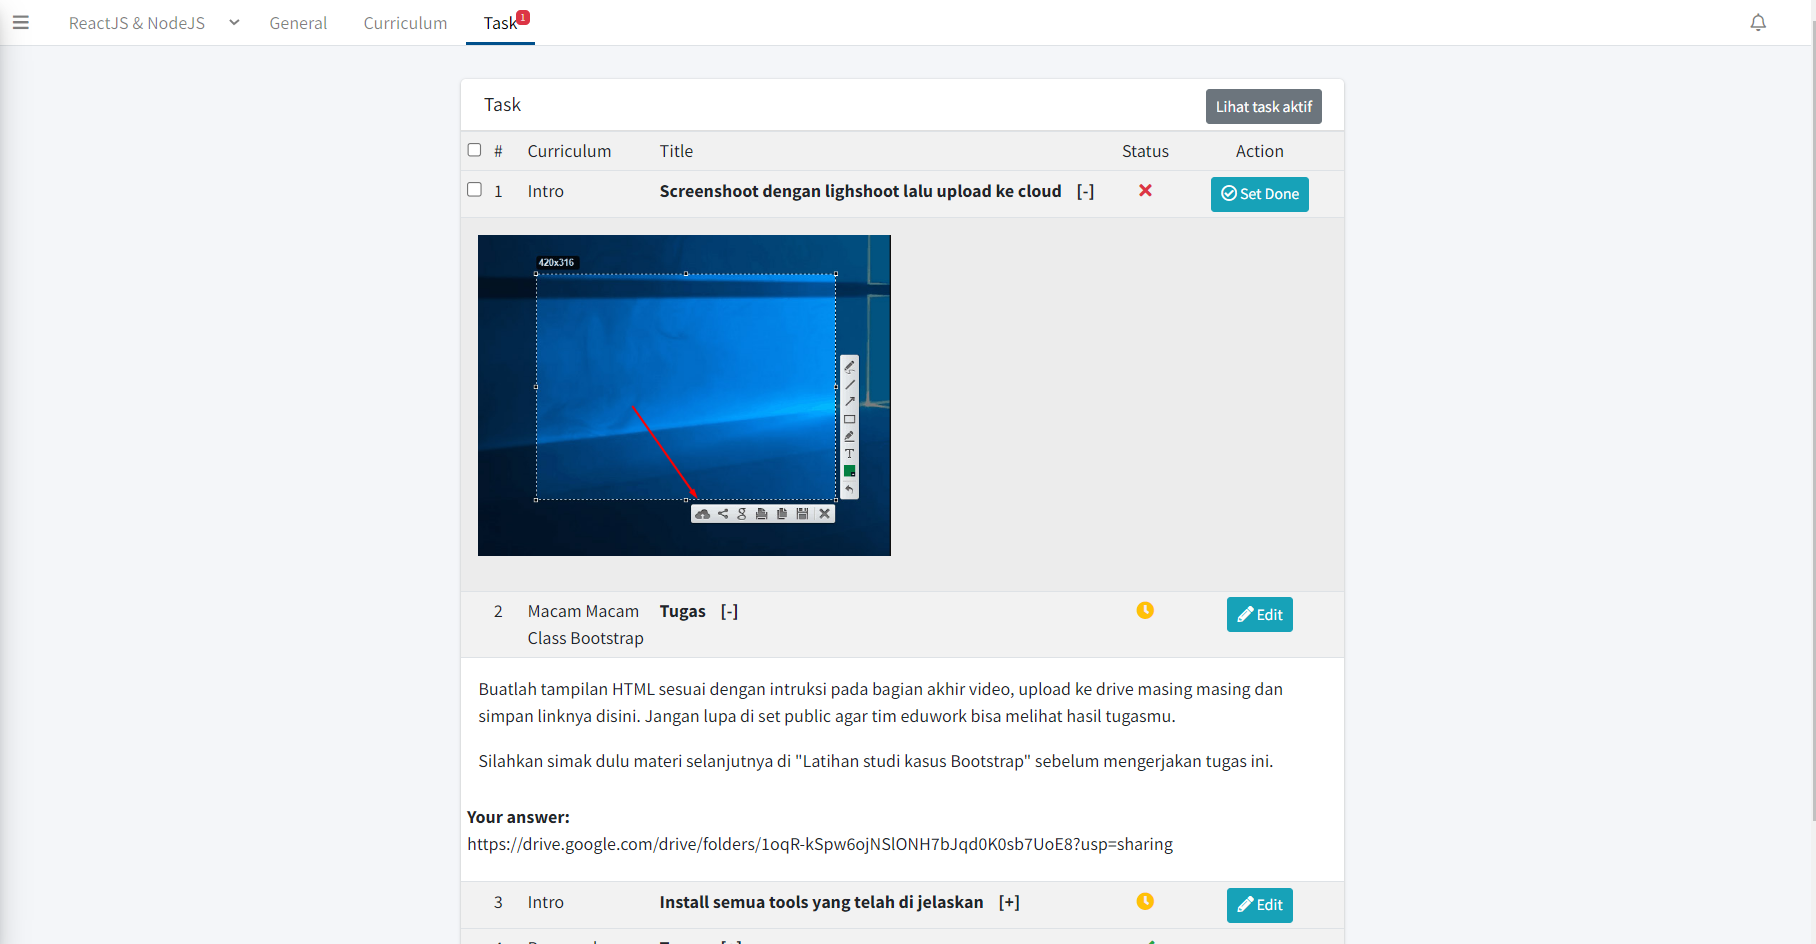 ReactJS & NodeJS General Curriculum Task 1
Task Lihat task aktif
# Curriculum Title Status Action
1 Intro Screenshoot dengan lighshoot lalu upload ke cloud [-] Set Done
420x316
T
2 Macam Macam Tugas [-] Edit
Class Bootstrap
Buatlah tampilan HTML sesuai dengan intruksi pada bagian akhir video, upload ke drive masing masing dan
simpan linknya disini. Jangan lupa di set public agar tim eduwork bisa melihat hasil tugasmu.
Silahkan simak dulu materi selanjutnya di "Latihan studi kasus Bootstrap" sebelum mengerjakan tugas ini.
Your answer:
https://drive.google.com/drive/folders/1oqR-kSpw6ojNSlONH7bJqd0K0sb7UoE8?usp=sharing
3 Intro Install semua tools yang telah di jelaskan [+] Edit